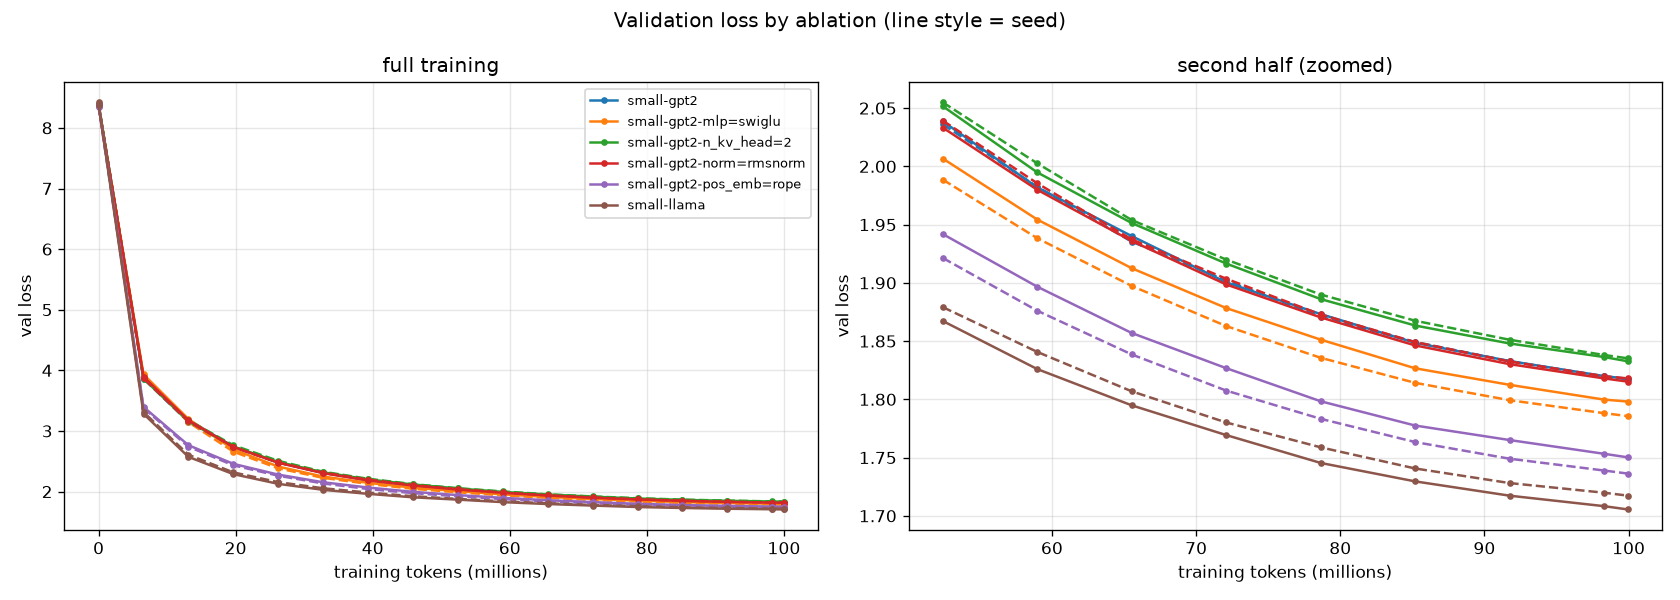 Validation loss by ablation (line style = seed)
full training
val loss
8
7
6
5
4
3
2
0
20
40
60
80
100
training tokens (millions)
small-gpt2
small-gpt2-mlp=swiglu
small-gpt2-n_kv_head=2
small-gpt2-norm=rmsnorm
small-gpt2-pos_emb=rope
small-llama
second half (zoomed)
val loss
2.05
2.00
1.95
1.90
1.85
1.80
1.75
1.70
60
70
80
90
100
training tokens (millions)